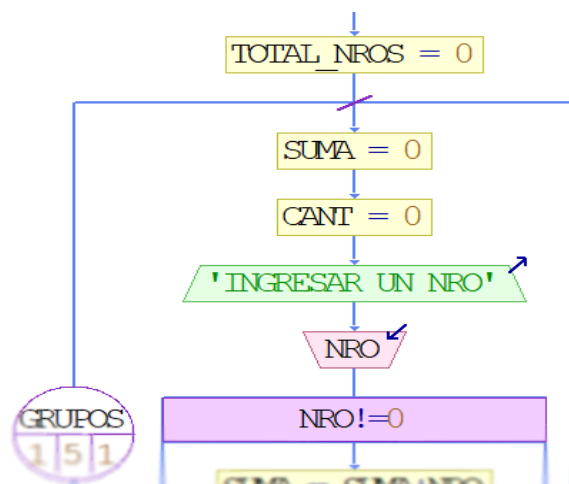 TOTAL_NROS = 0
SUMA = 0
CANT = 0
'INGRESAR UN NRO'
NRO
GRUPOS
1 5 1
NRO!=0